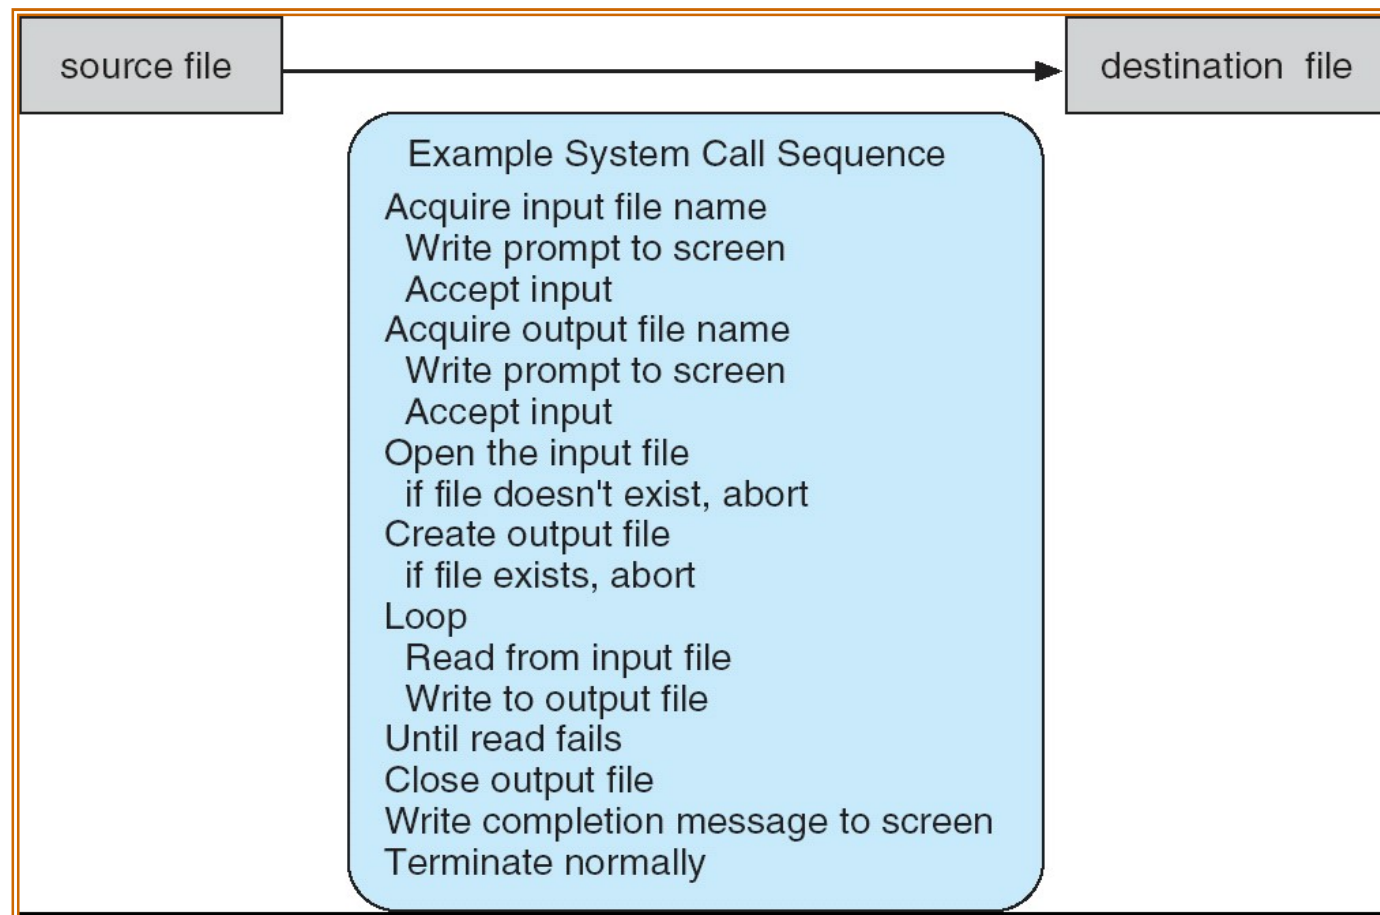 source file
destination file
Example System Call Sequence
Acquire input file name
Write prompt to screen
Accept input
Acquire output file name
Write prompt to screen
Accept input
Open the input file
if file doesn't exist, abort
Create output file
if file exists, abort
Loop
Read from input file
Write to output file
Until read fails
Close output file
Write completion message to screen
Terminate normally